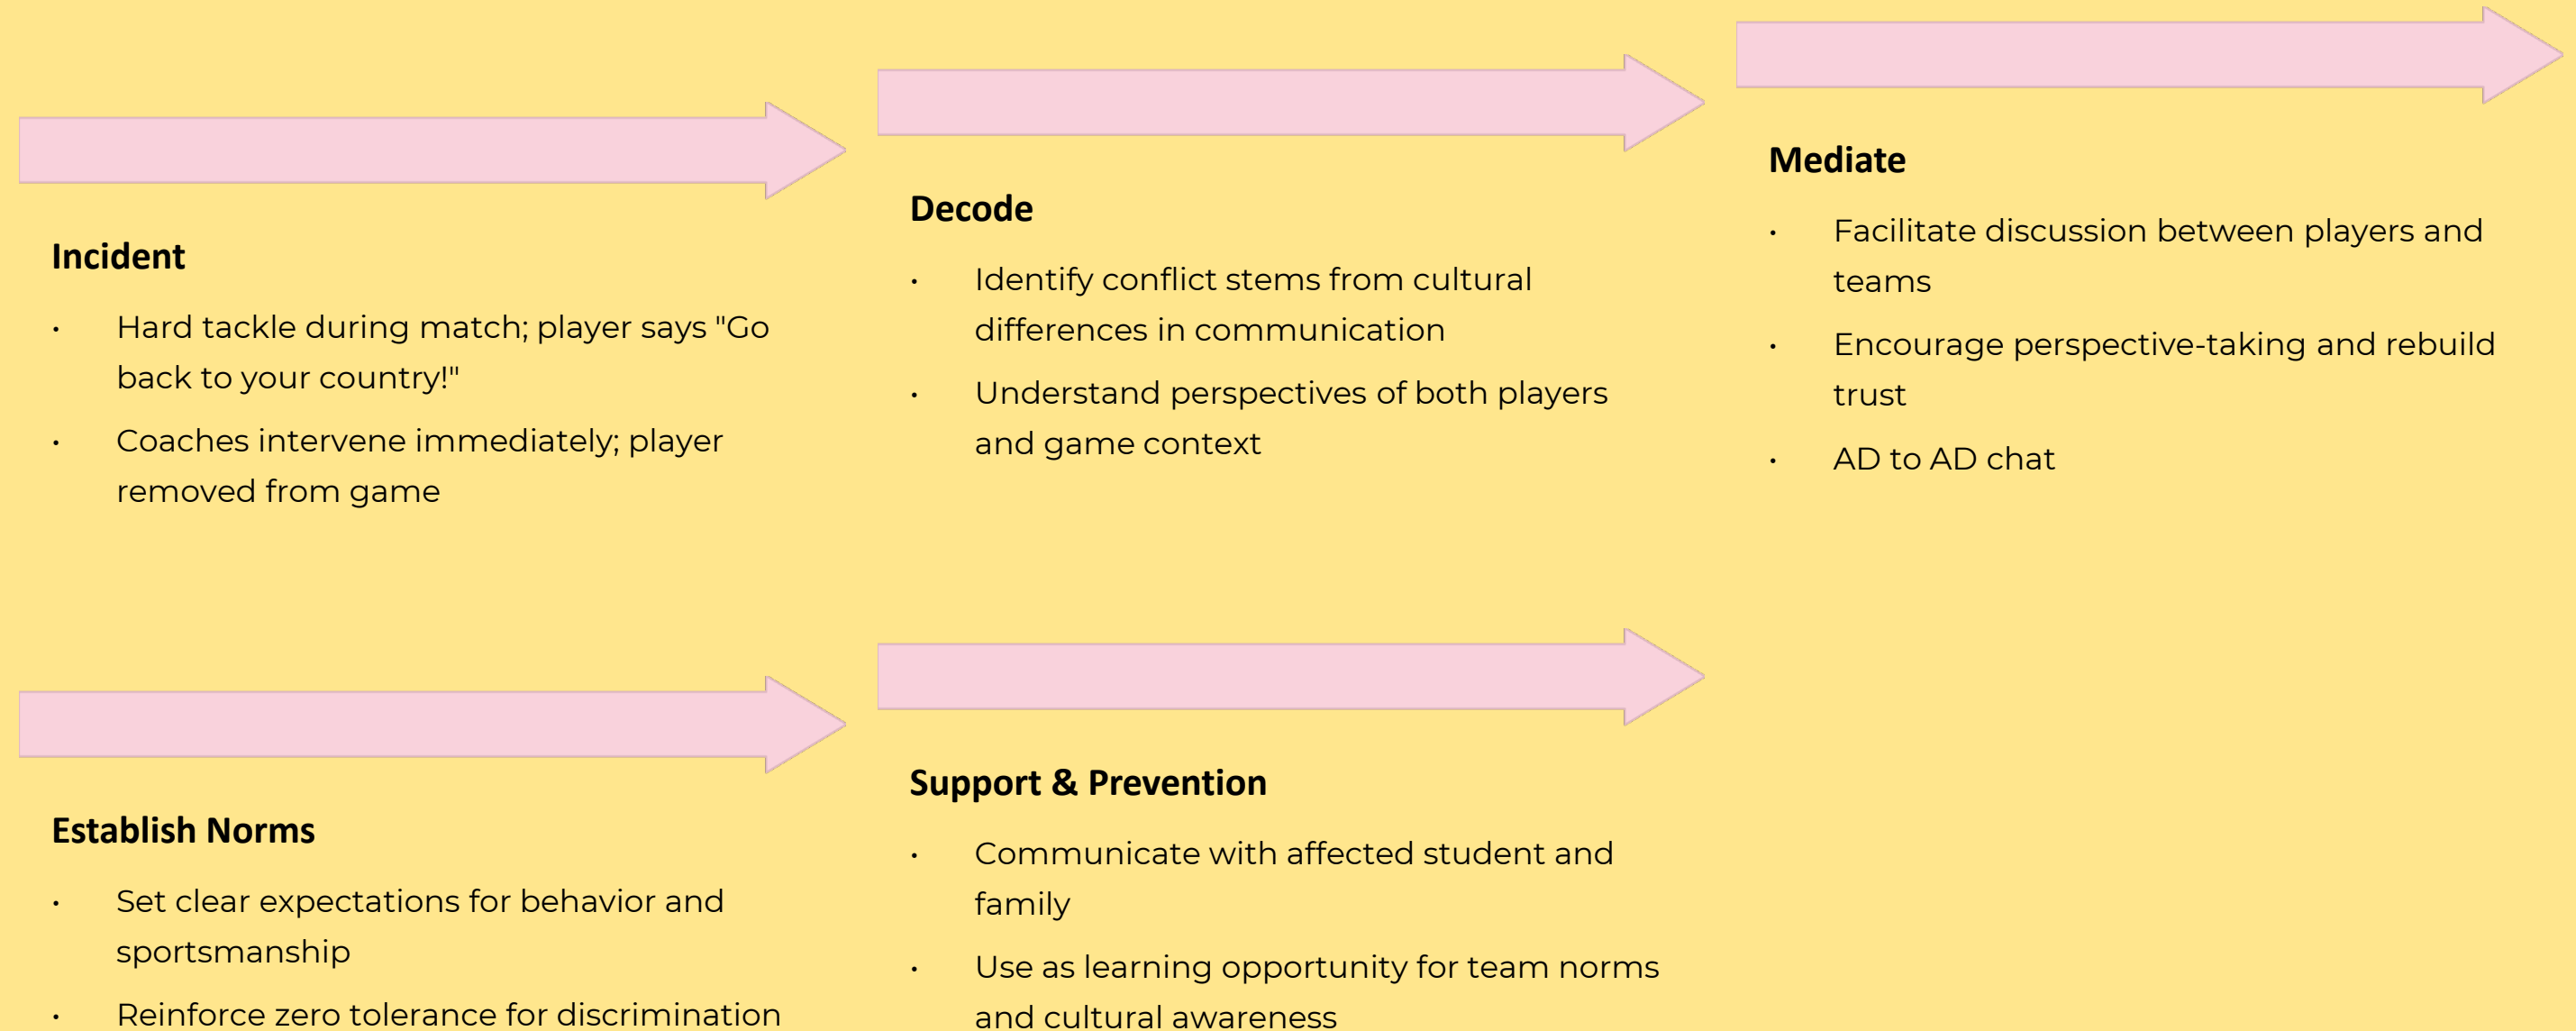 Incident
• Hard tackle during match; player says "Go
back to your country!"
• Coaches intervene immediately; player
removed from game
Decode
• Identify conflict stems from cultural
differences in communication
• Understand perspectives of both players
and game context
Mediate
• Facilitate discussion between players and
teams
• Encourage perspective-taking and rebuild
trust
• AD to AD chat
Establish Norms
• Set clear expectations for behavior and
sportsmanship
• Reinforce zero tolerance for discrimination
Support & Prevention
• Communicate with affected student and
family
• Use as learning opportunity for team norms
and cultural awareness